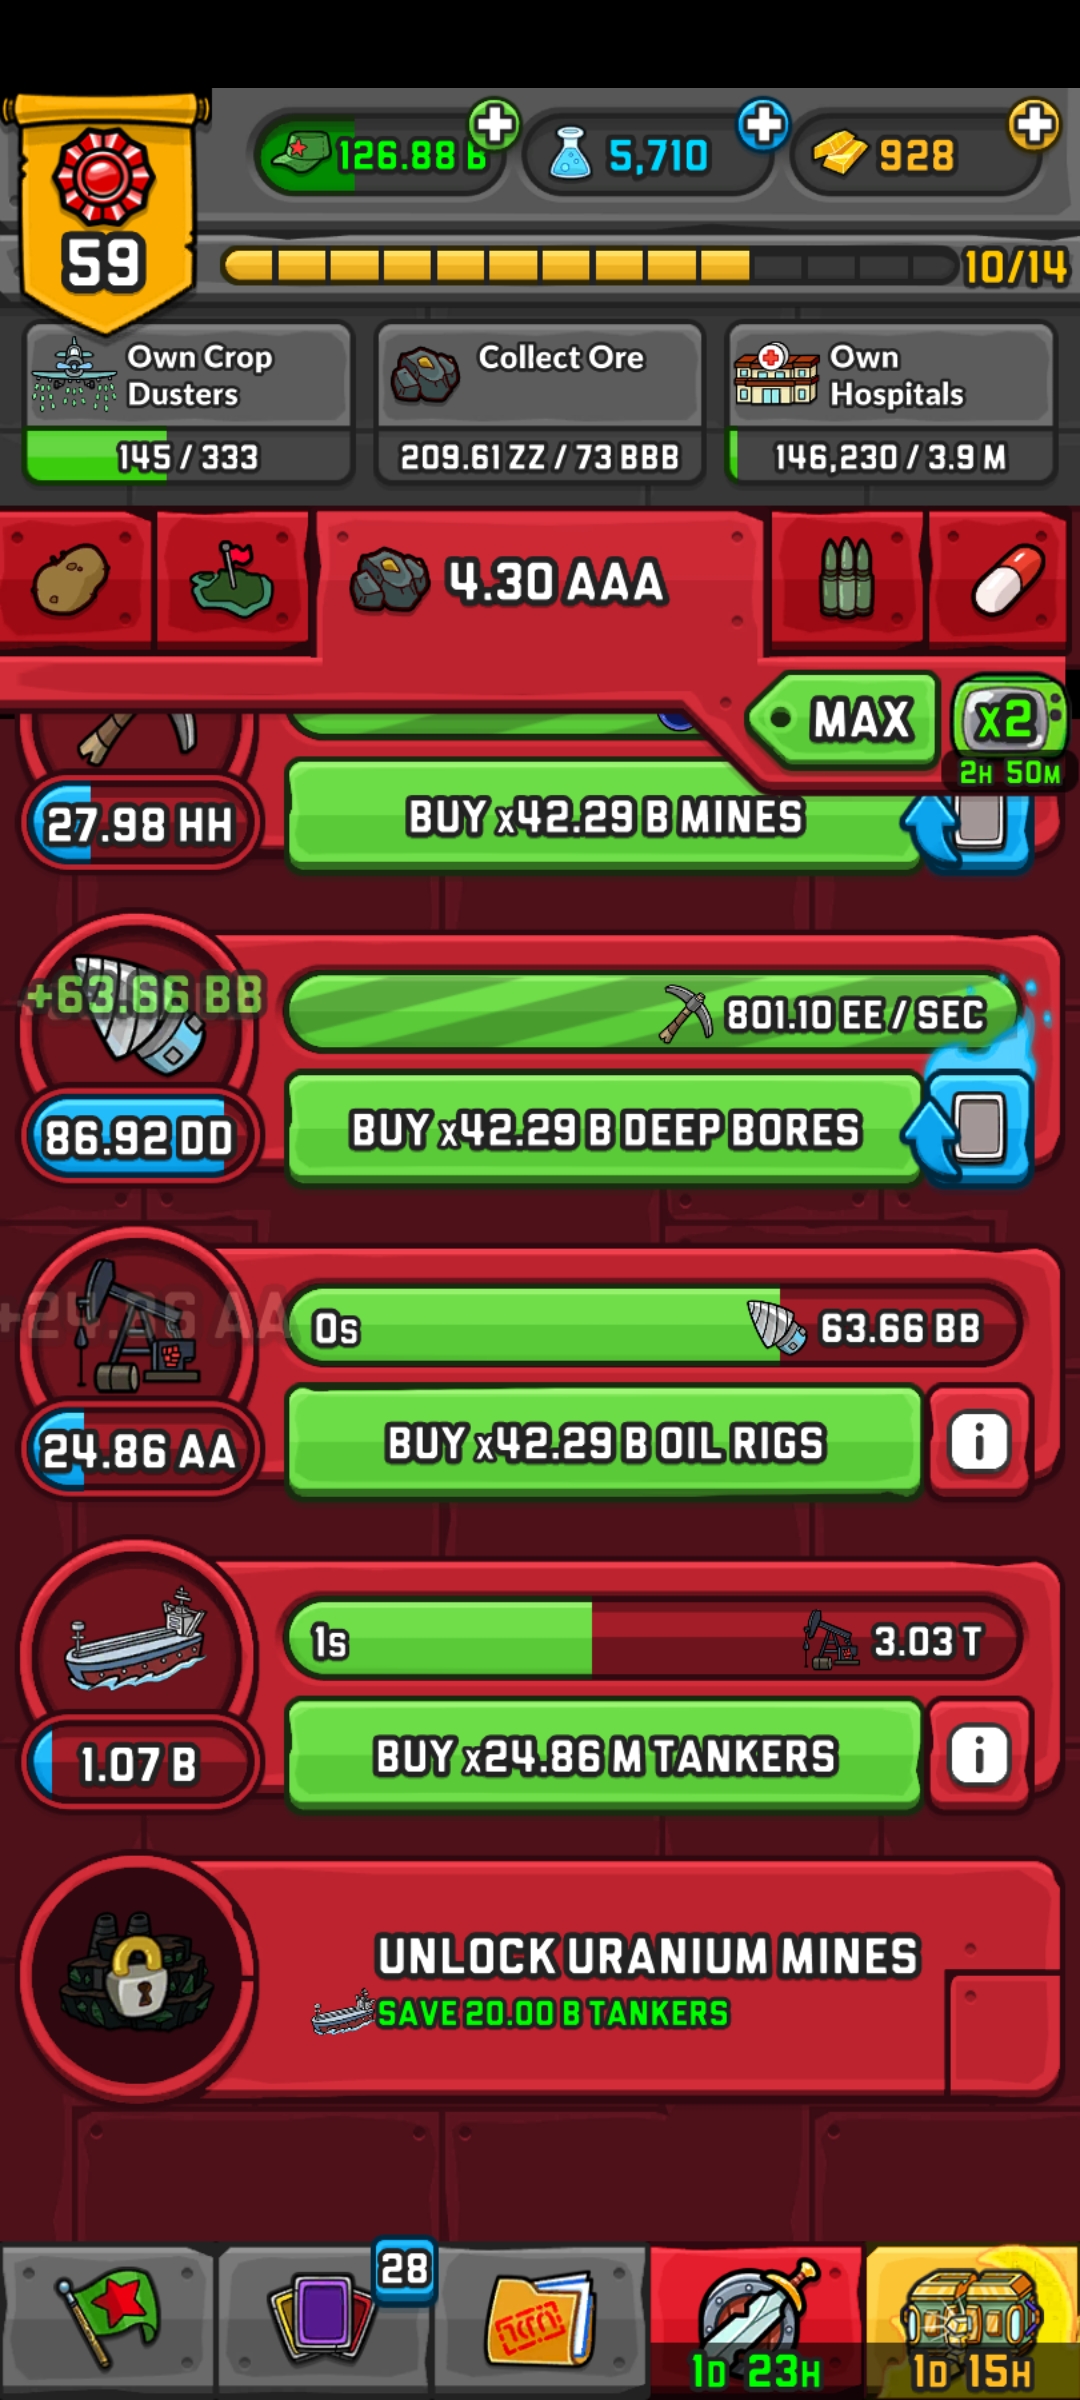 126.88 B
5,710
928
59
10/14
Own Crop
Dusters
145 / 333
Collect Ore
209.61 ZZ / 73 BBB
Own
Hospitals
146,230 / 3.9 M
4.30 AAA
MAX
x2
2H 50M
27.98 HH
BUY x42.29 B MINES
+63.66 BB
801.10 EE / SEC
86.92 DD
BUY x42.29 B DEEP BORES
+24.86 AA
0s
63.66 BB
24.86 AA
BUY x42.29 B OIL RIGS
i
1s
3.03 T
1.07 B
BUY x24.86 M TANKERS
i
UNLOCK URANIUM MINES
SAVE 20.00 B TANKERS
28
1D 23H
1D 15H